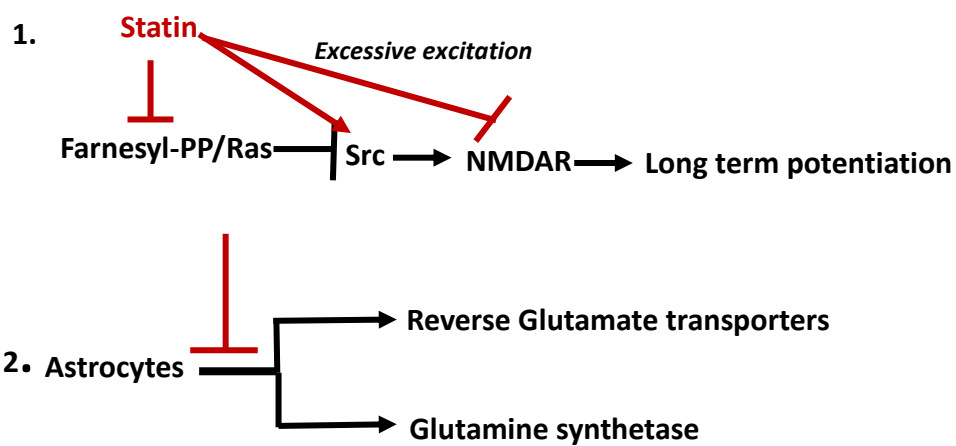 1.
Statin
Excessive excitation
Farnesyl-PP/Ras
Src
NMDAR
Long term potentiation
Reverse Glutamate transporters
2. Astrocytes
Glutamine synthetase